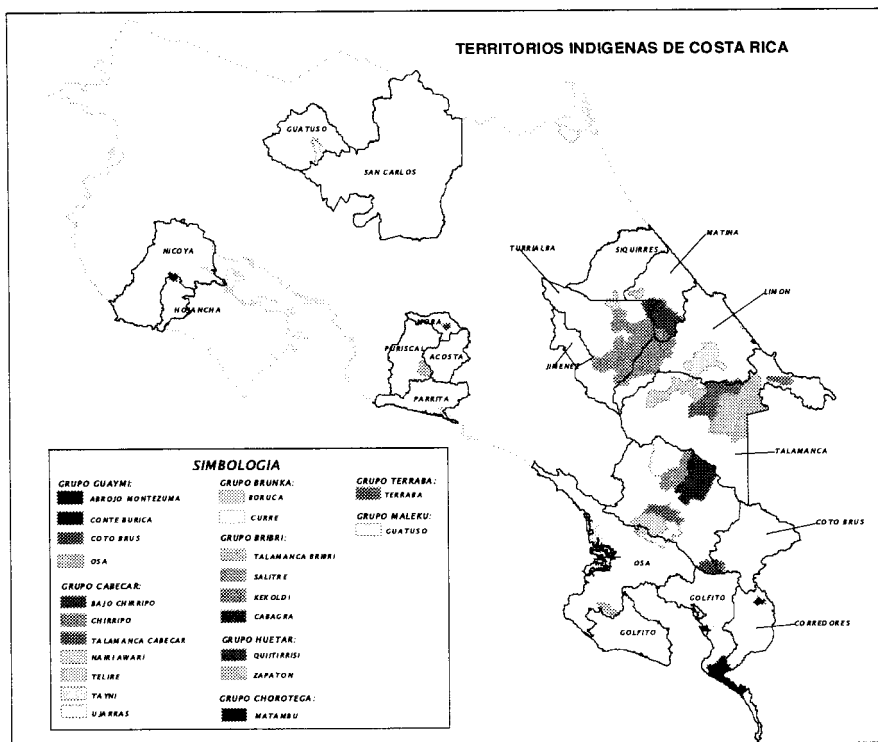 TERRITORIOS INDIGENAS DE COSTA RICA
GUATUSO
SAN CARLOS
NICOYA
HOJANCHA
MORA
PURISCAL
ACOSTA
PARRITA
TURRIALBA
SIQUIRRES
MATINA
LIMON
JIMENEZ
TALAMANCA
COTO BRUS
OSA
GOLFITO
GOLFITO
CORREDORES
SIMBOLOGIA
GRUPO GUAYMI:
ABROJO MONTEZUMA
CONTE BURICA
COTO BRUS
OSA
GRUPO CABECAR:
BAJO CHIRRIPO
CHIRRIPO
TALAMANCA CABECAR
NAIRI AWARI
TELIRE
TAYNI
UJARRAS
GRUPO BRUNKA:
BORUCA
CURRE
GRUPO BRIBRI:
TALAMANCA BRIBRI
SALITRE
KEKOLDI
CABAGRA
GRUPO HUETAR:
QUITIRRISI
ZAPATON
GRUPO CHOROTEGA:
MATAMBU
GRUPO TERRABA:
TERRABA
GRUPO MALEKU:
GUATUSO